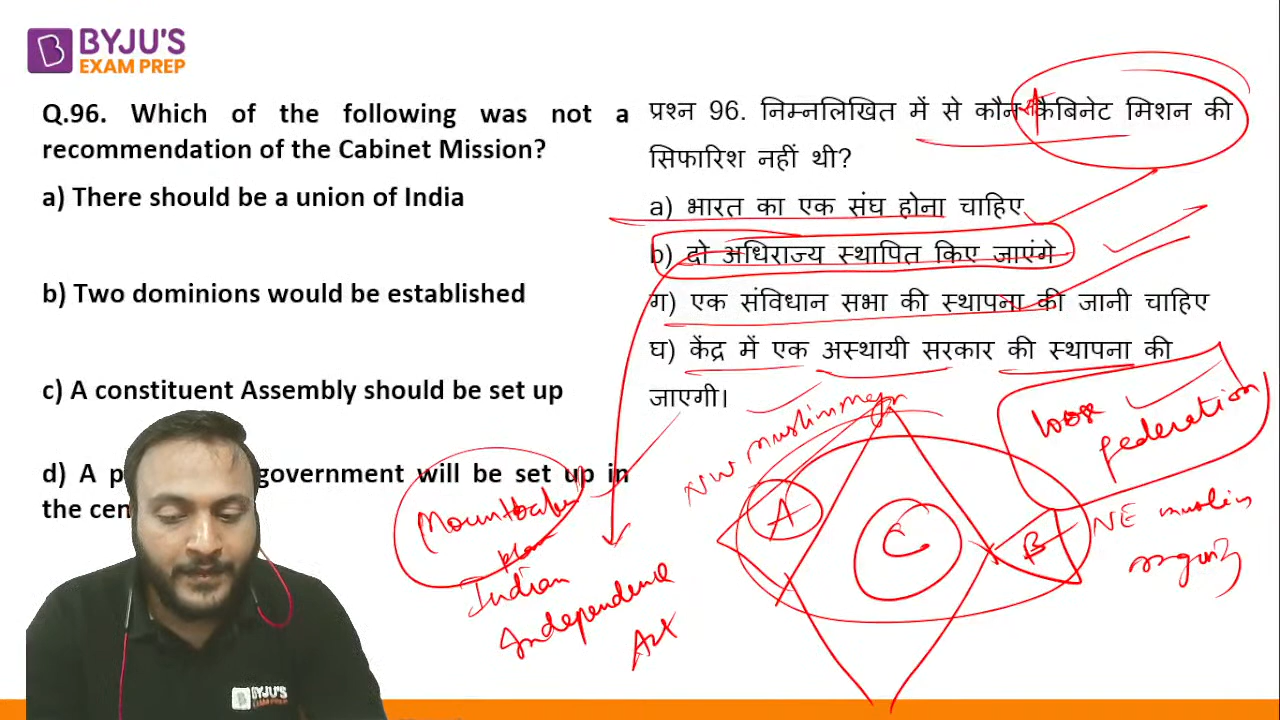 BYJU'S
EXAM PREP
Q.96. Which of the following was not a
recommendation of the Cabinet Mission?
a) There should be a union of India
b) Two dominions would be established
c) A constituent Assembly should be set up
d) A p government will be set up in
the cen
प्रश्न 96. निम्नलिखित में से कौन कैबिनेट मिशन की
सिफारिश नहीं थी?
a) भारत का एक संघ होना चाहिए
b) दो अधिराज्य स्थापित किए जाएंगे
ग) एक संविधान सभा की स्थापना की जानी चाहिए
घ) केंद्र में एक अस्थायी सरकार की स्थापना की
जाएगी।
loose
federation
NW muslim
A
C
B
NE muslim
plan
Indian
Independence
Act
BYJU'S
EXAM PREP